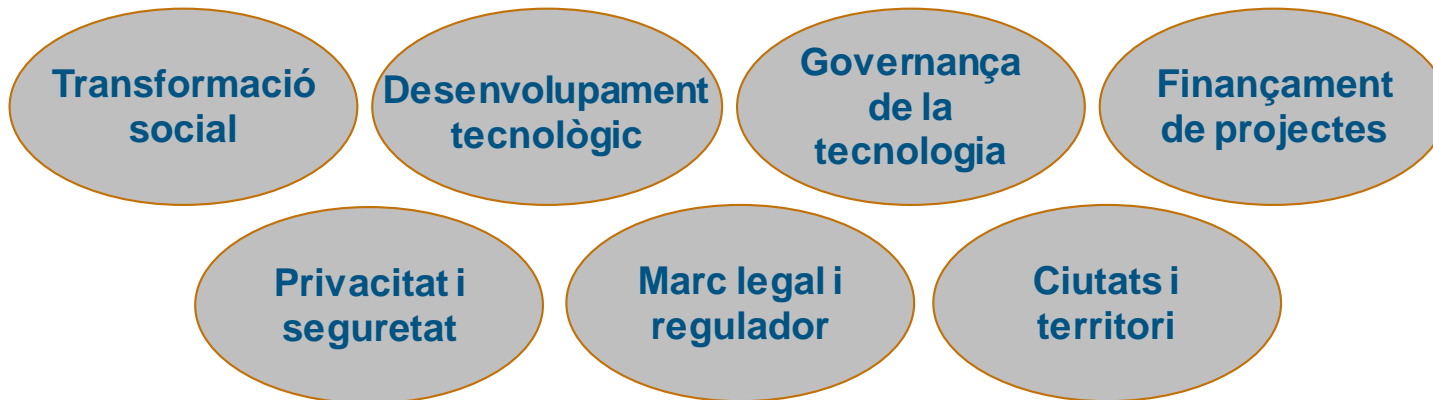 Transformació
social
Desenvolupament
tecnològic
Governança
de la
tecnologia
Finançament
de projectes
Privacitat i
seguretat
Marc legal i
regulador
Ciutats i
territori